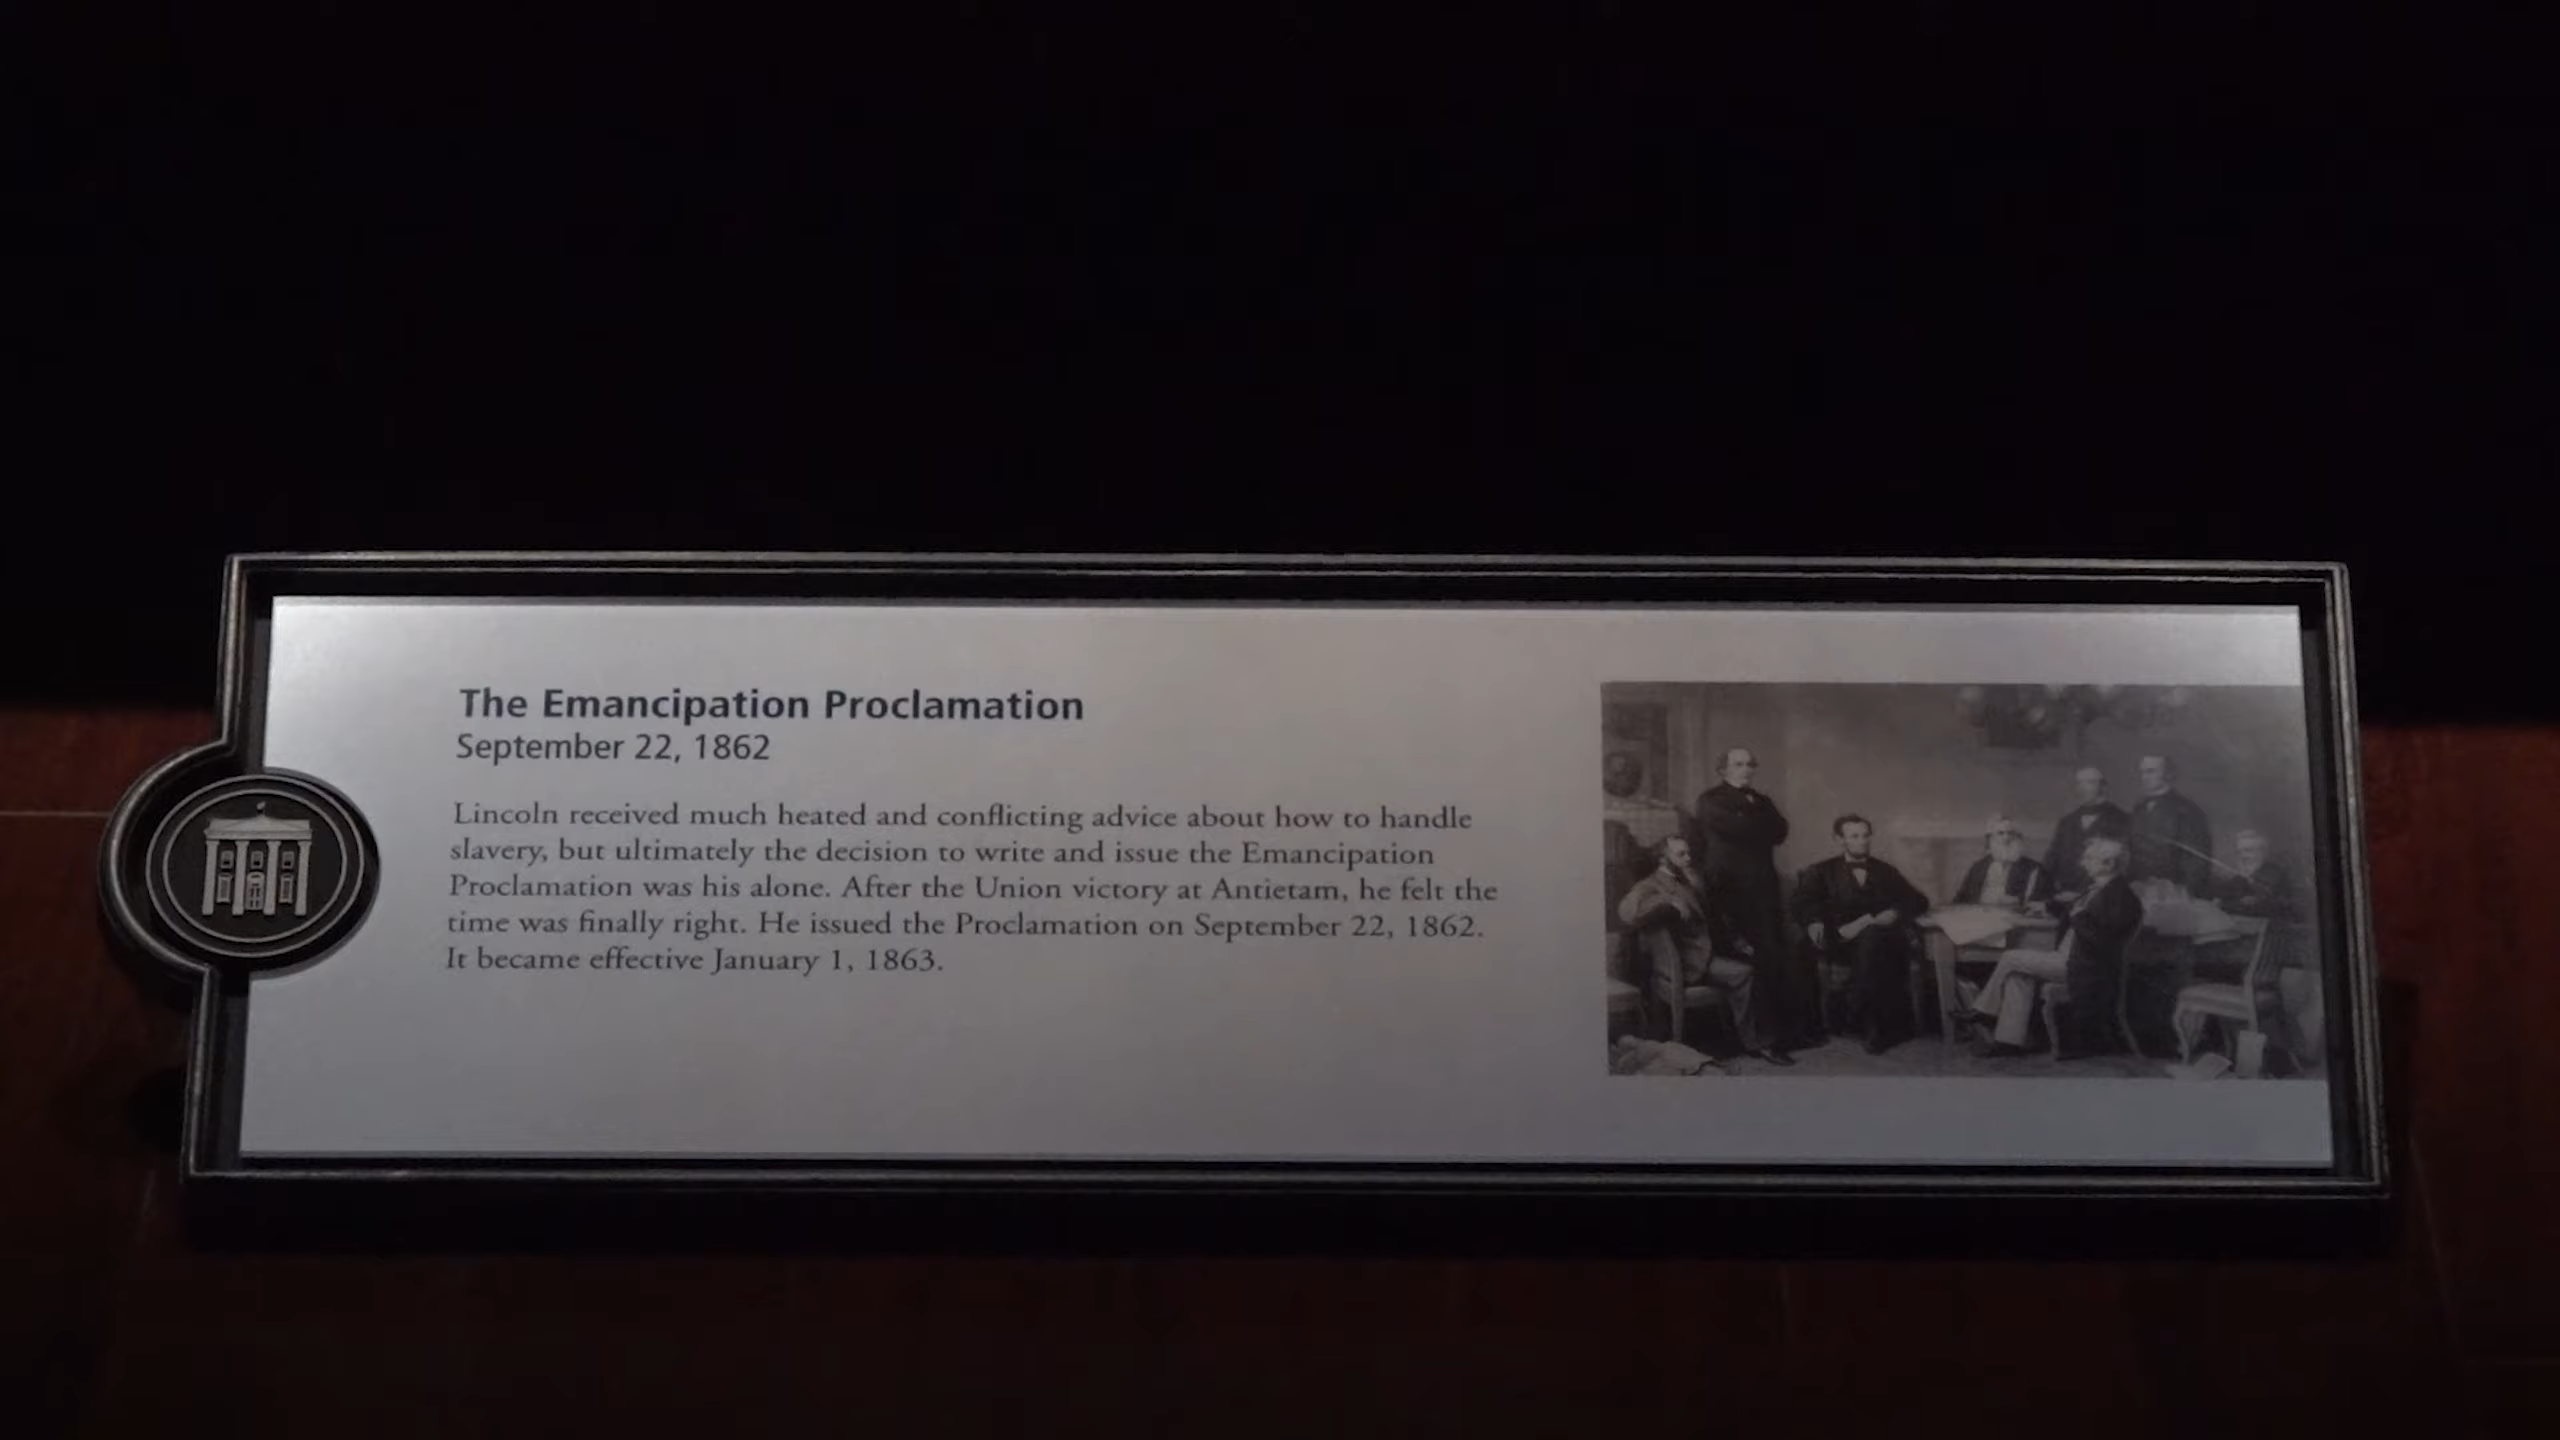 The Emancipation Proclamation
September 22, 1862
Lincoln received much heated and conflicting advice about how to handle
slavery, but ultimately the decision to write and issue the Emancipation
Proclamation was his alone. After the Union victory at Antietam, he felt the
time was finally right. He issued the Proclamation on September 22, 1862.
It became effective January 1, 1863.